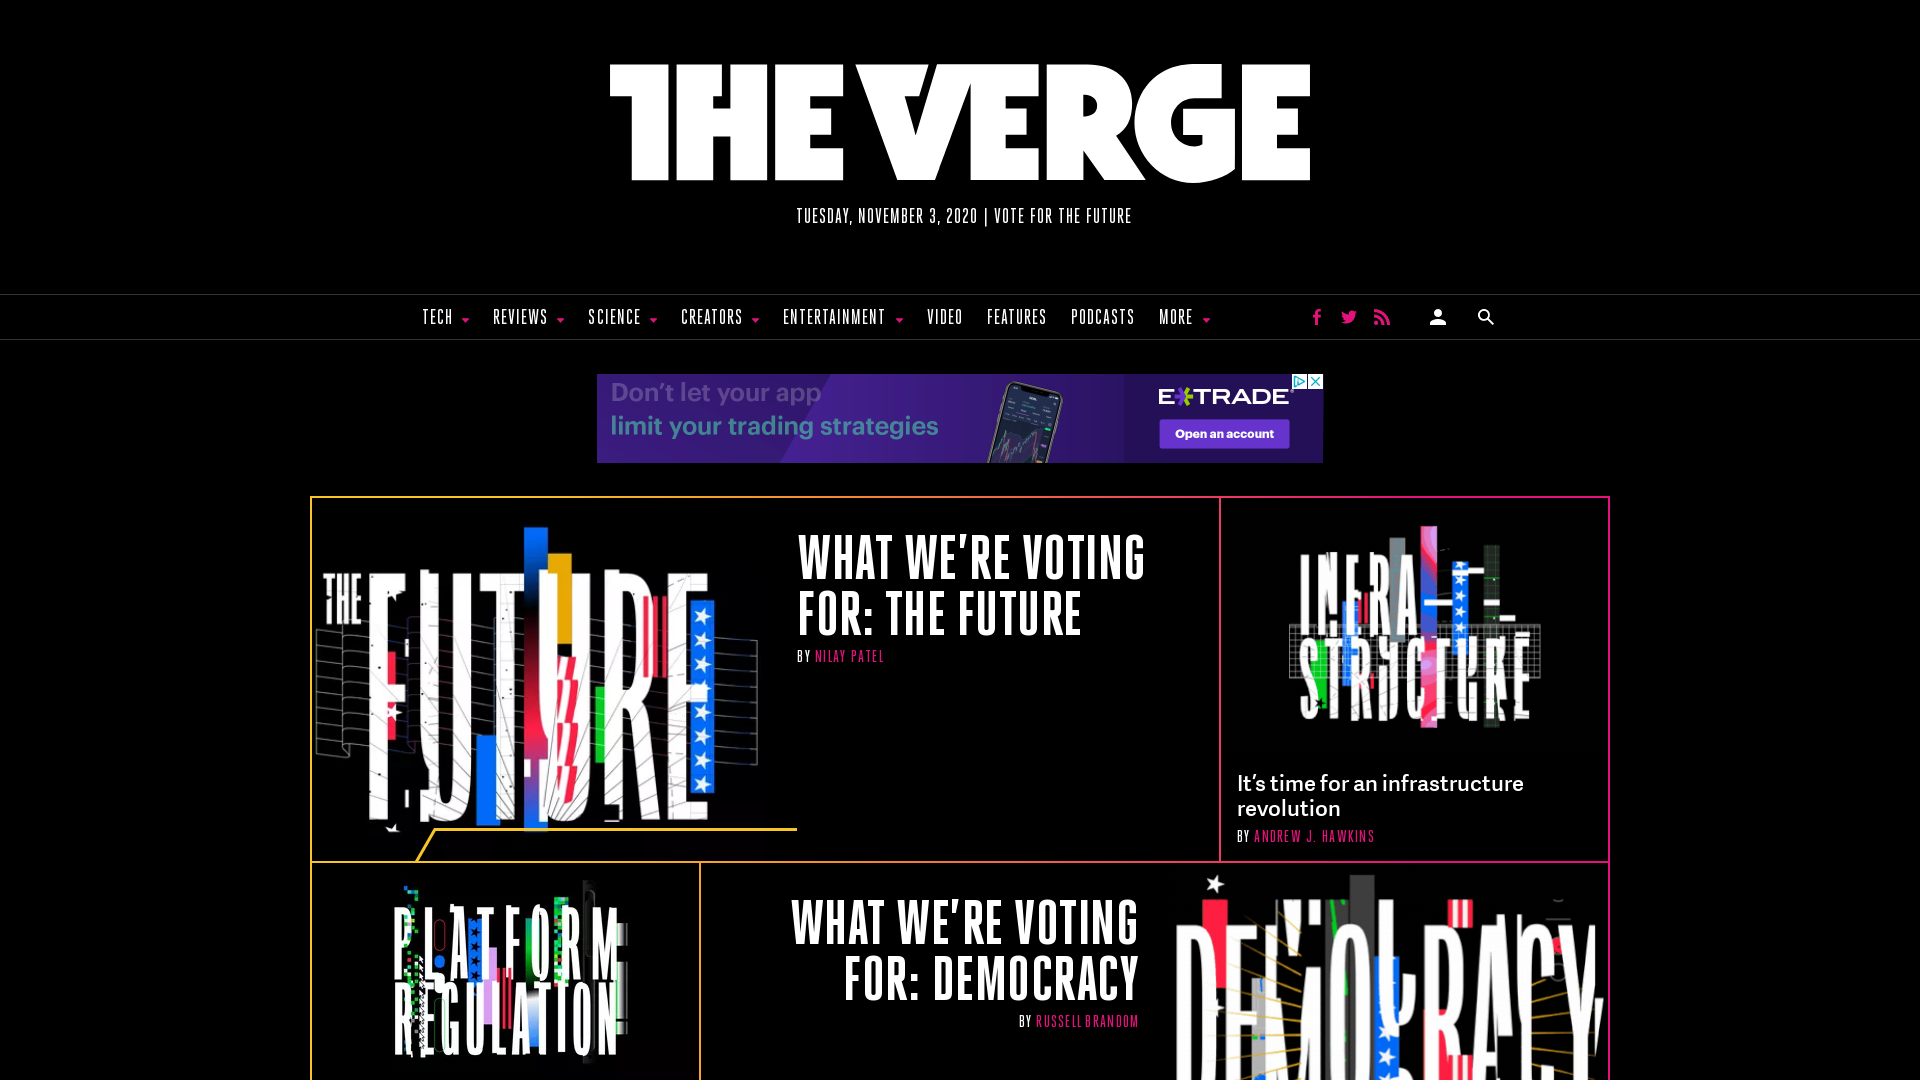 THE VERGE
TUESDAY, NOVEMBER 3, 2020 | VOTE FOR THE FUTURE
TECH REVIEWS SCIENCE CREATORS ENTERTAINMENT VIDEO FEATURES PODCASTS MORE
Don’t let your app
limit your trading strategies
E*TRADE
Open an account
THE
FUTURE
WHAT WE’RE VOTING
FOR: THE FUTURE
BY NILAY PATEL
INFRA
STRUCTURE
It’s time for an infrastructure
revolution
BY ANDREW J. HAWKINS
PLATFORM
REGULATION
WHAT WE’RE VOTING
FOR: DEMOCRACY
BY RUSSELL BRANDOM
DEMOCRACY